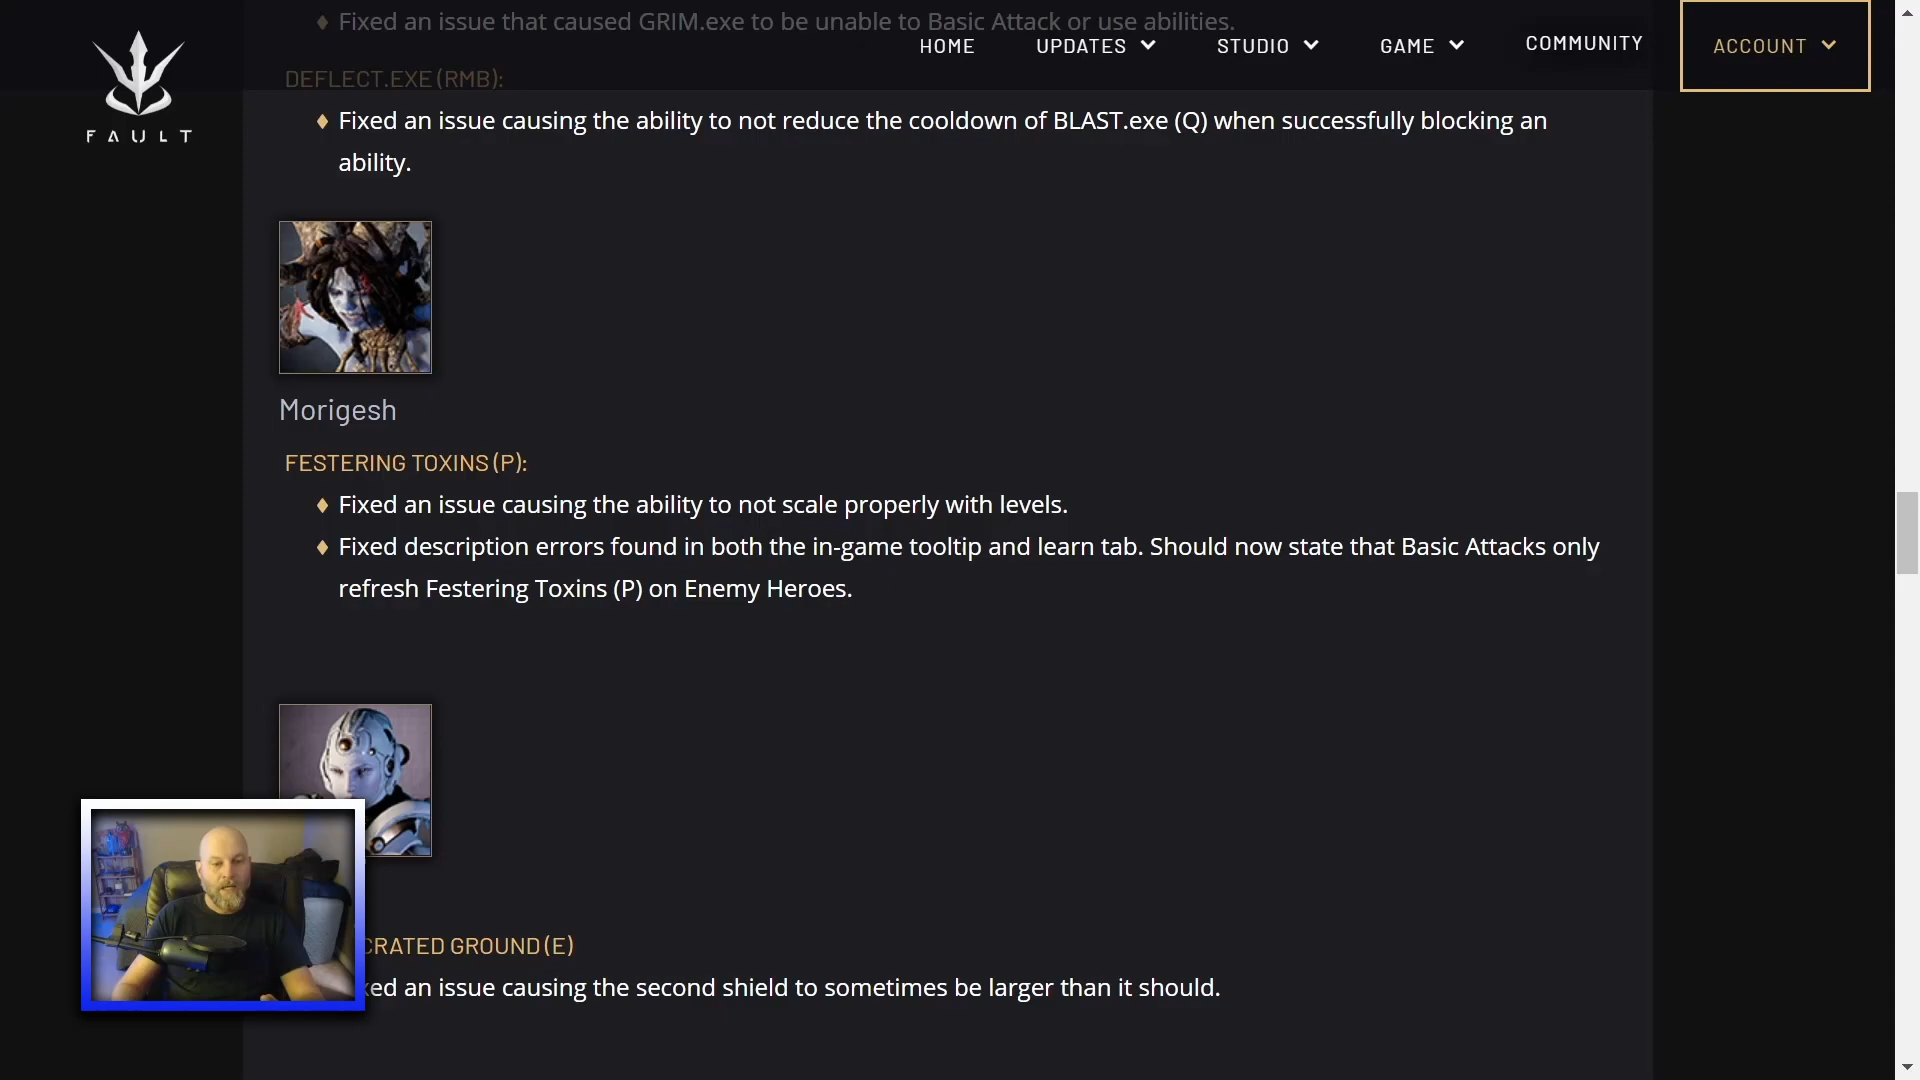 Fixed an issue that caused GRIM.exe to be unable to Basic Attack or use abilities.
HOME
UPDATES
STUDIO
GAME
COMMUNITY
ACCOUNT
FAULT
DEFLECT.EXE (RMB):
Fixed an issue causing the ability to not reduce the cooldown of BLAST.exe (Q) when successfully blocking an
ability.
Morigesh
FESTERING TOXINS (P):
Fixed an issue causing the ability to not scale properly with levels.
Fixed description errors found in both the in-game tooltip and learn tab. Should now state that Basic Attacks only
refresh Festering Toxins (P) on Enemy Heroes.
CRATED GROUND (E)
xed an issue causing the second shield to sometimes be larger than it should.